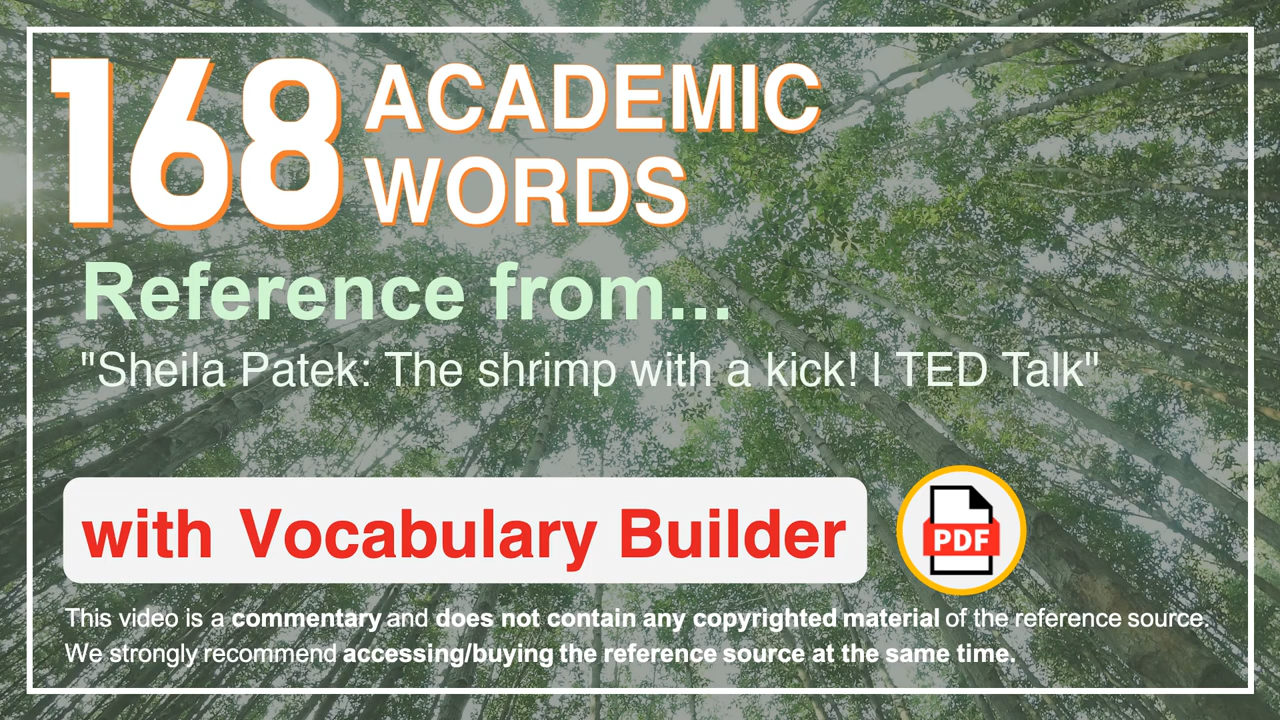 168 ACADEMIC
WORDS
Reference from...
"Sheila Patek: The shrimp with a kick! | TED Talk"
with Vocabulary Builder
PDF
This video is a commentary and does not contain any copyrighted material of the reference source.
We strongly recommend accessing/buying the reference source at the same time.